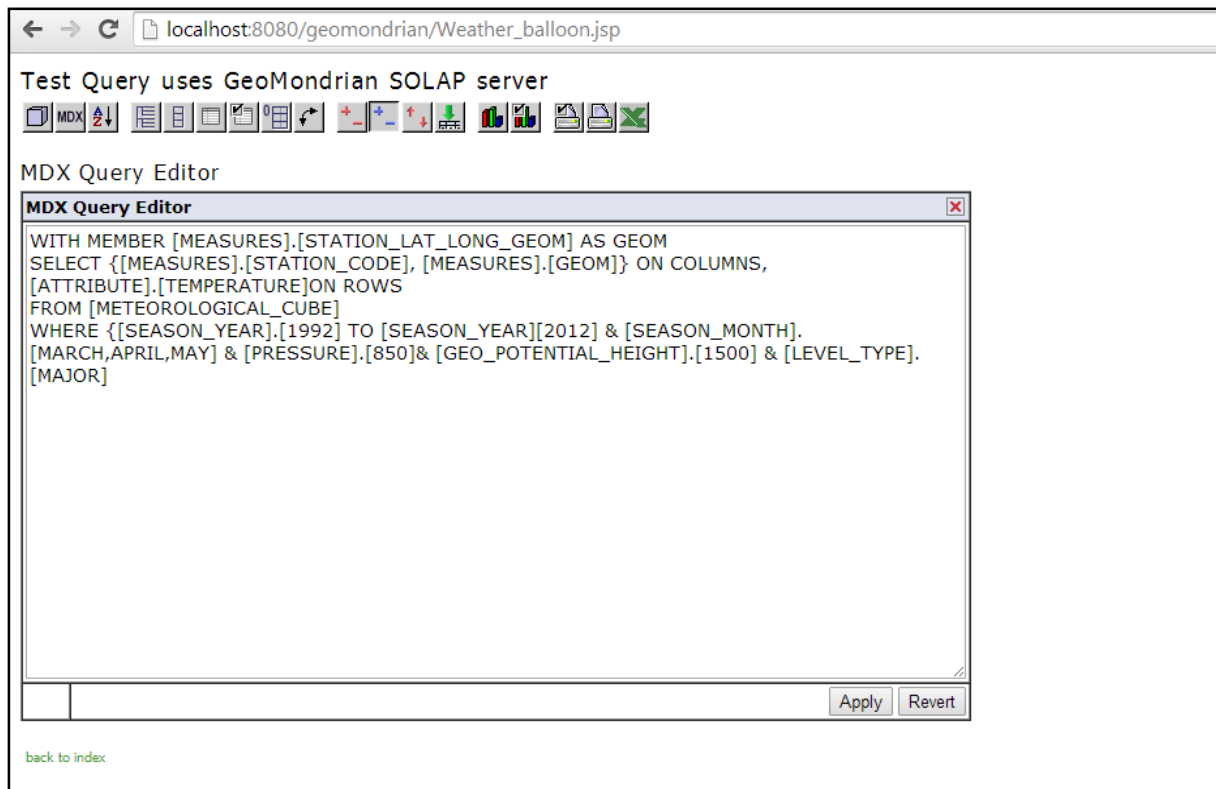 localhost:8080/geomondrian/Weather_balloon.jsp
Test Query uses GeoMondrian SOLAP server
MDX
MDX Query Editor
MDX Query Editor
WITH MEMBER [MEASURES].[STATION_LAT_LONG_GEOM] AS GEOM
SELECT {[MEASURES].[STATION_CODE], [MEASURES].[GEOM]} ON COLUMNS,
[ATTRIBUTE].[TEMPERATURE]ON ROWS
FROM [METEOROLOGICAL_CUBE]
WHERE {[SEASON_YEAR].[1992] TO [SEASON_YEAR][2012] & [SEASON_MONTH].
[MARCH,APRIL,MAY] & [PRESSURE].[850]& [GEO_POTENTIAL_HEIGHT].[1500] & [LEVEL_TYPE].
[MAJOR]
Apply Revert
back to index